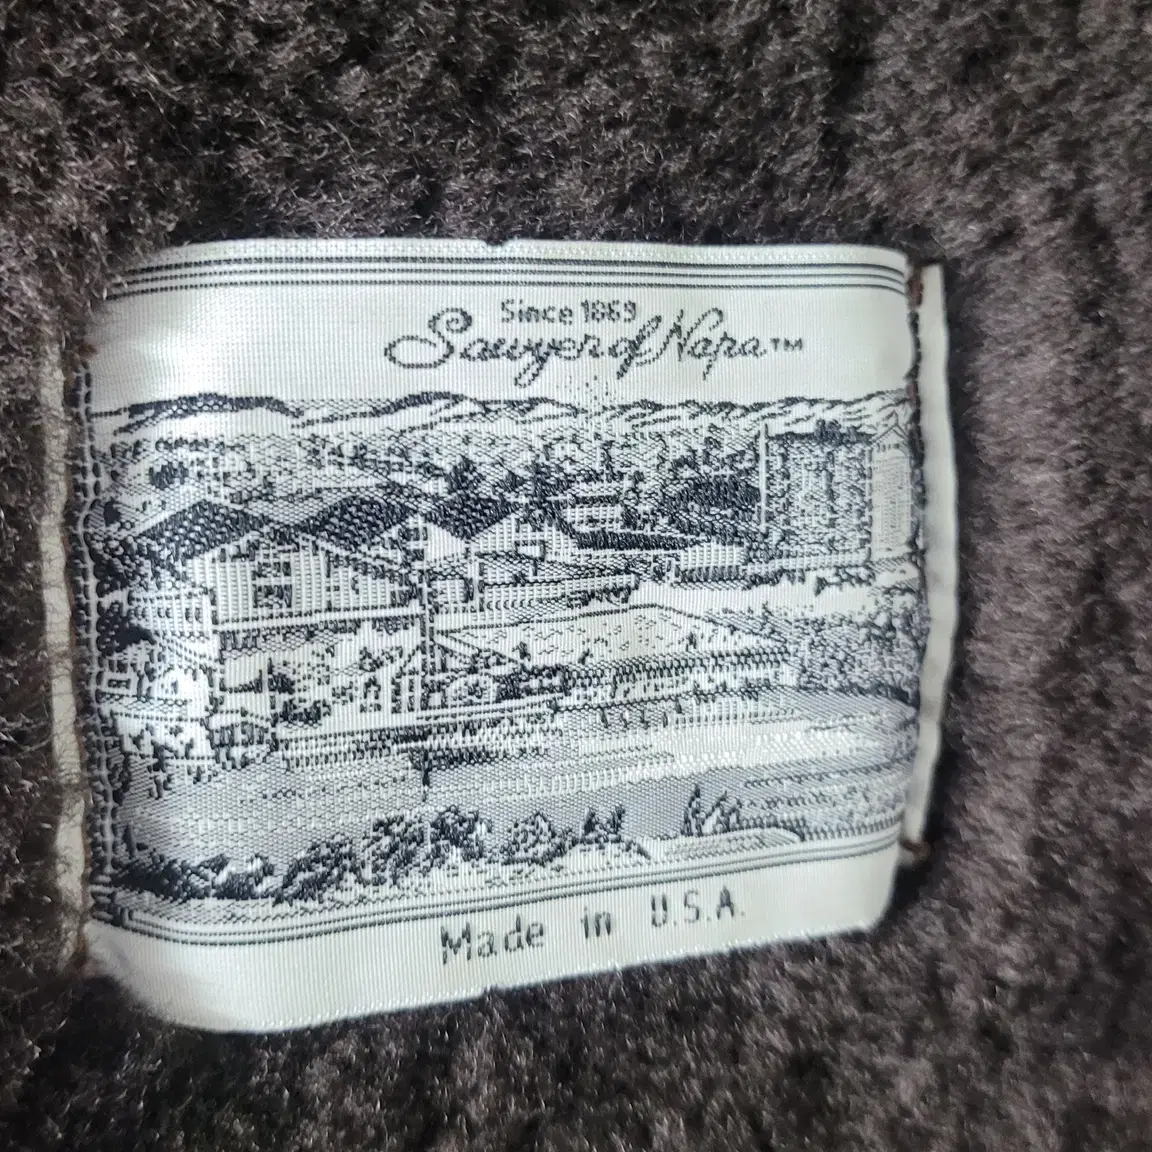 Since 1869
Sawyer of Napa™
Made in U.S.A.